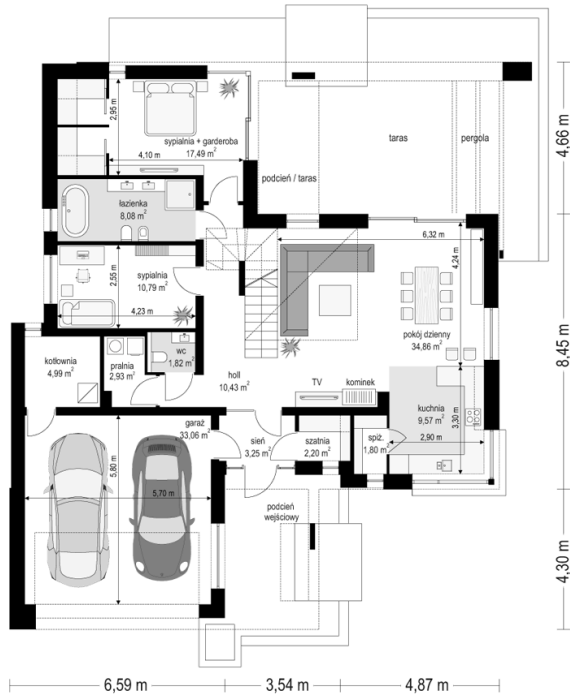 2,95 m
sypialnia + garderoba
17,49 m²
4,10 m
taras
pergola
4,66 m
podcień / taras
łazienka
8,08 m²
6,32 m
4,24 m
2,55 m
sypialnia
10,79 m²
4,23 m
pokój dzienny
34,86 m²
8,45 m
kotłownia
4,99 m²
pralnia
2,93 m²
wc
1,82 m²
holl
10,43 m²
TV
kominek
kuchnia
9,57 m²
3,30 m
2,90 m
garaż
33,06 m²
sień
3,25 m²
szatnia
2,20 m²
spiż.
1,80 m²
5,80 m
5,70 m
podcień
wejściowy
4,30 m
6,59 m
3,54 m
4,87 m